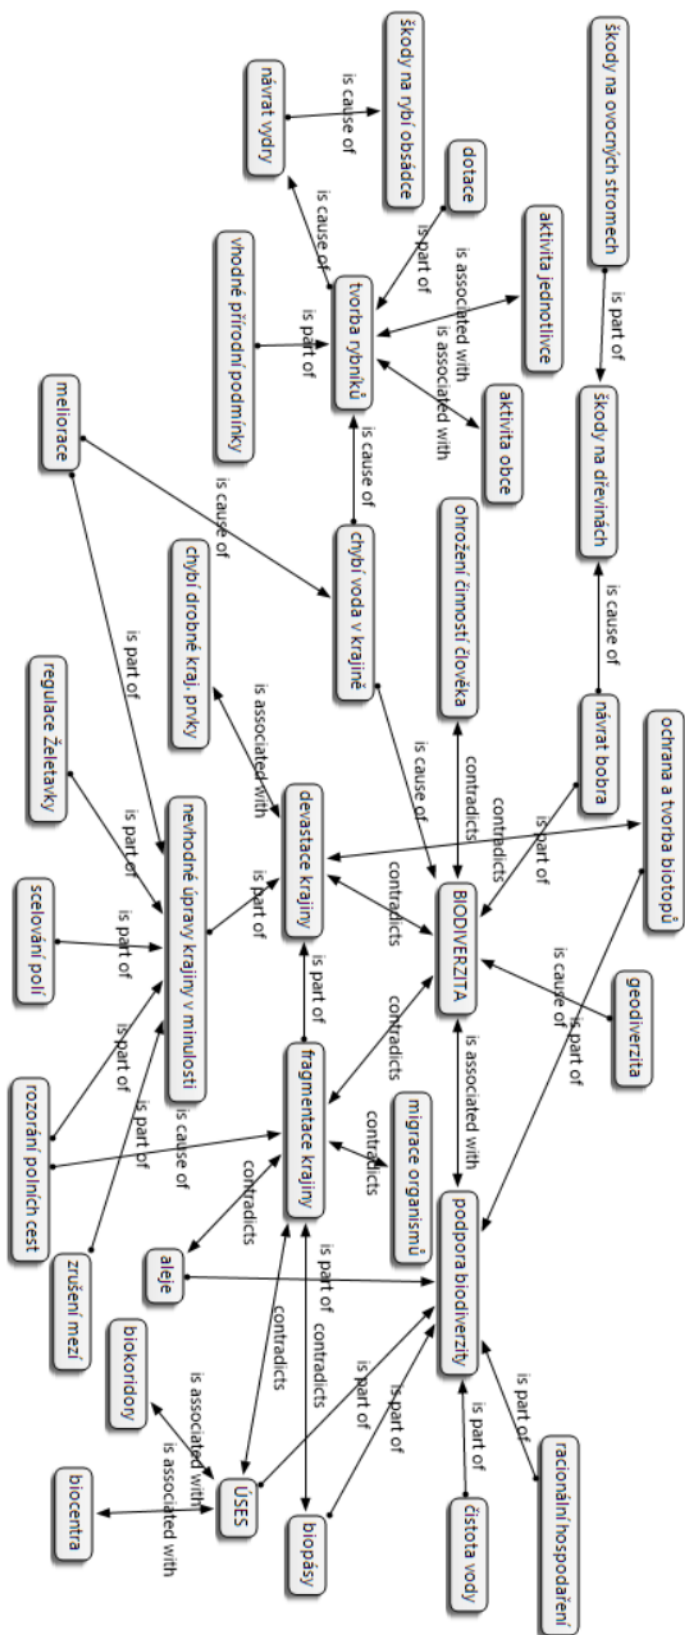 škody na ovocných stromech
is part of
škody na dřevinách
is cause of
návrat bobra
is part of
ochrana a tvorba biotopů
contradicts
is part of
geodiverzita
is cause of
škody na rybí obsádce
is cause of
návrat vydry
is cause of
dotace
is part of
aktivita jednotlivce
is associated with
aktivita obce
is associated with
tvorba rybníků
vhodné přírodní podmínky
is part of
is cause of
chybí voda v krajině
is cause of
ohrožení činností člověka
contradicts
BIODIVERZITA
is associated with
podpora biodiverzity
racionální hospodaření
is part of
čistota vody
is part of
meliorace
is cause of
is part of
chybí drobné kraj. prvky
is associated with
devastace krajiny
contradicts
is part of
fragmentace krajiny
contradicts
migrace organismů
contradicts
regulace Želetavky
is part of
scelování polí
is part of
nevhodné úpravy krajiny v minulosti
is part of
rozorání polních cest
is part of
is cause of
zrušení mezí
is part of
aleje
contradicts
is part of
biopásy
contradicts
is part of
ÚSES
contradicts
is part of
biokoridory
is associated with
biocentra
is associated with